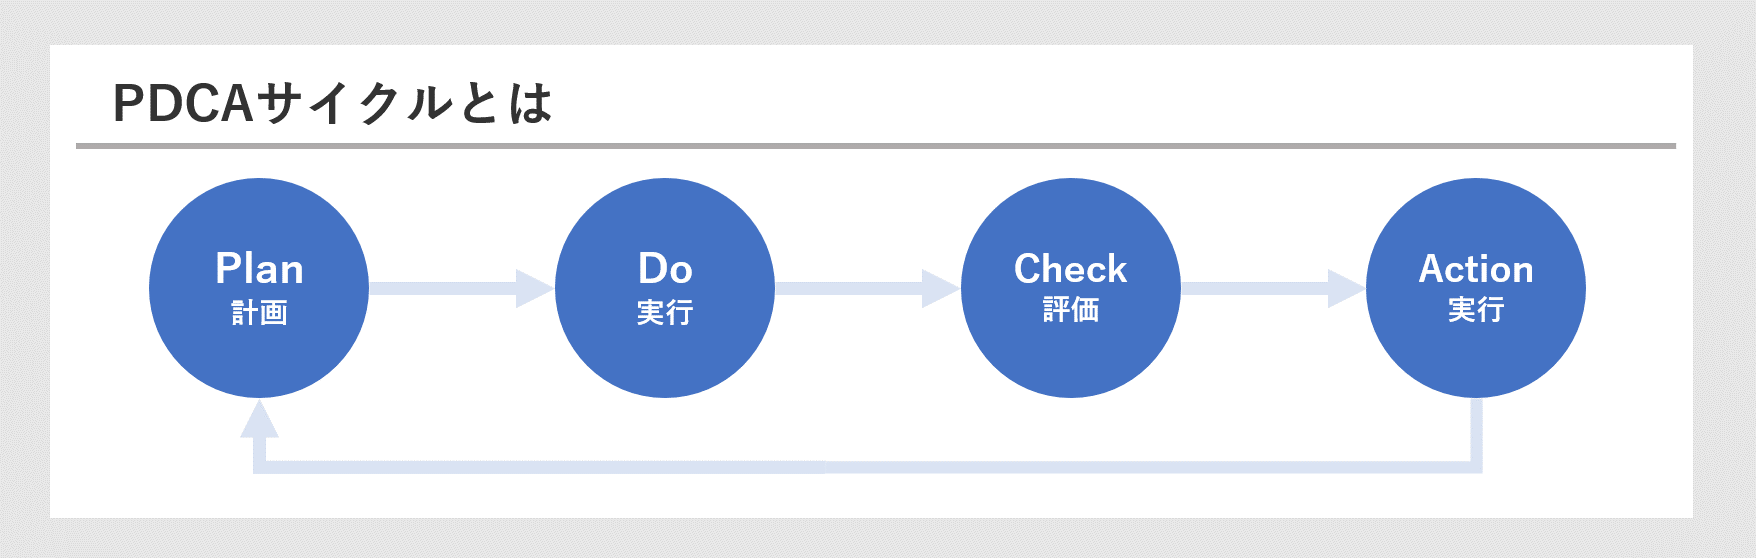 PDCAサイクルとは
Plan
計画
Do
実行
Check
評価
Action
実行